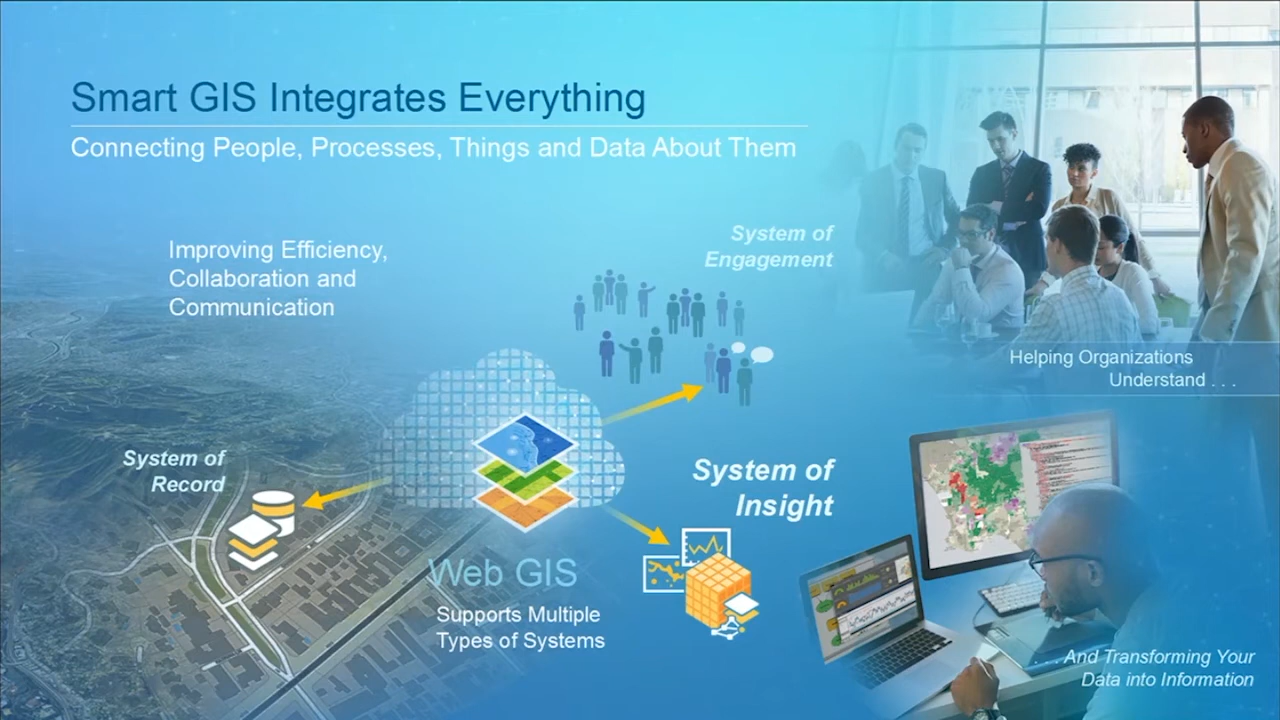 Smart GIS Integrates Everything
Connecting People, Processes, Things and Data About Them
Improving Efficiency,
Collaboration and
Communication
System of
Engagement
Helping Organizations
Understand . . .
System of
Record
System of
Insight
Web GIS
Supports Multiple
Types of Systems
. . . And Transforming Your
Data into Information